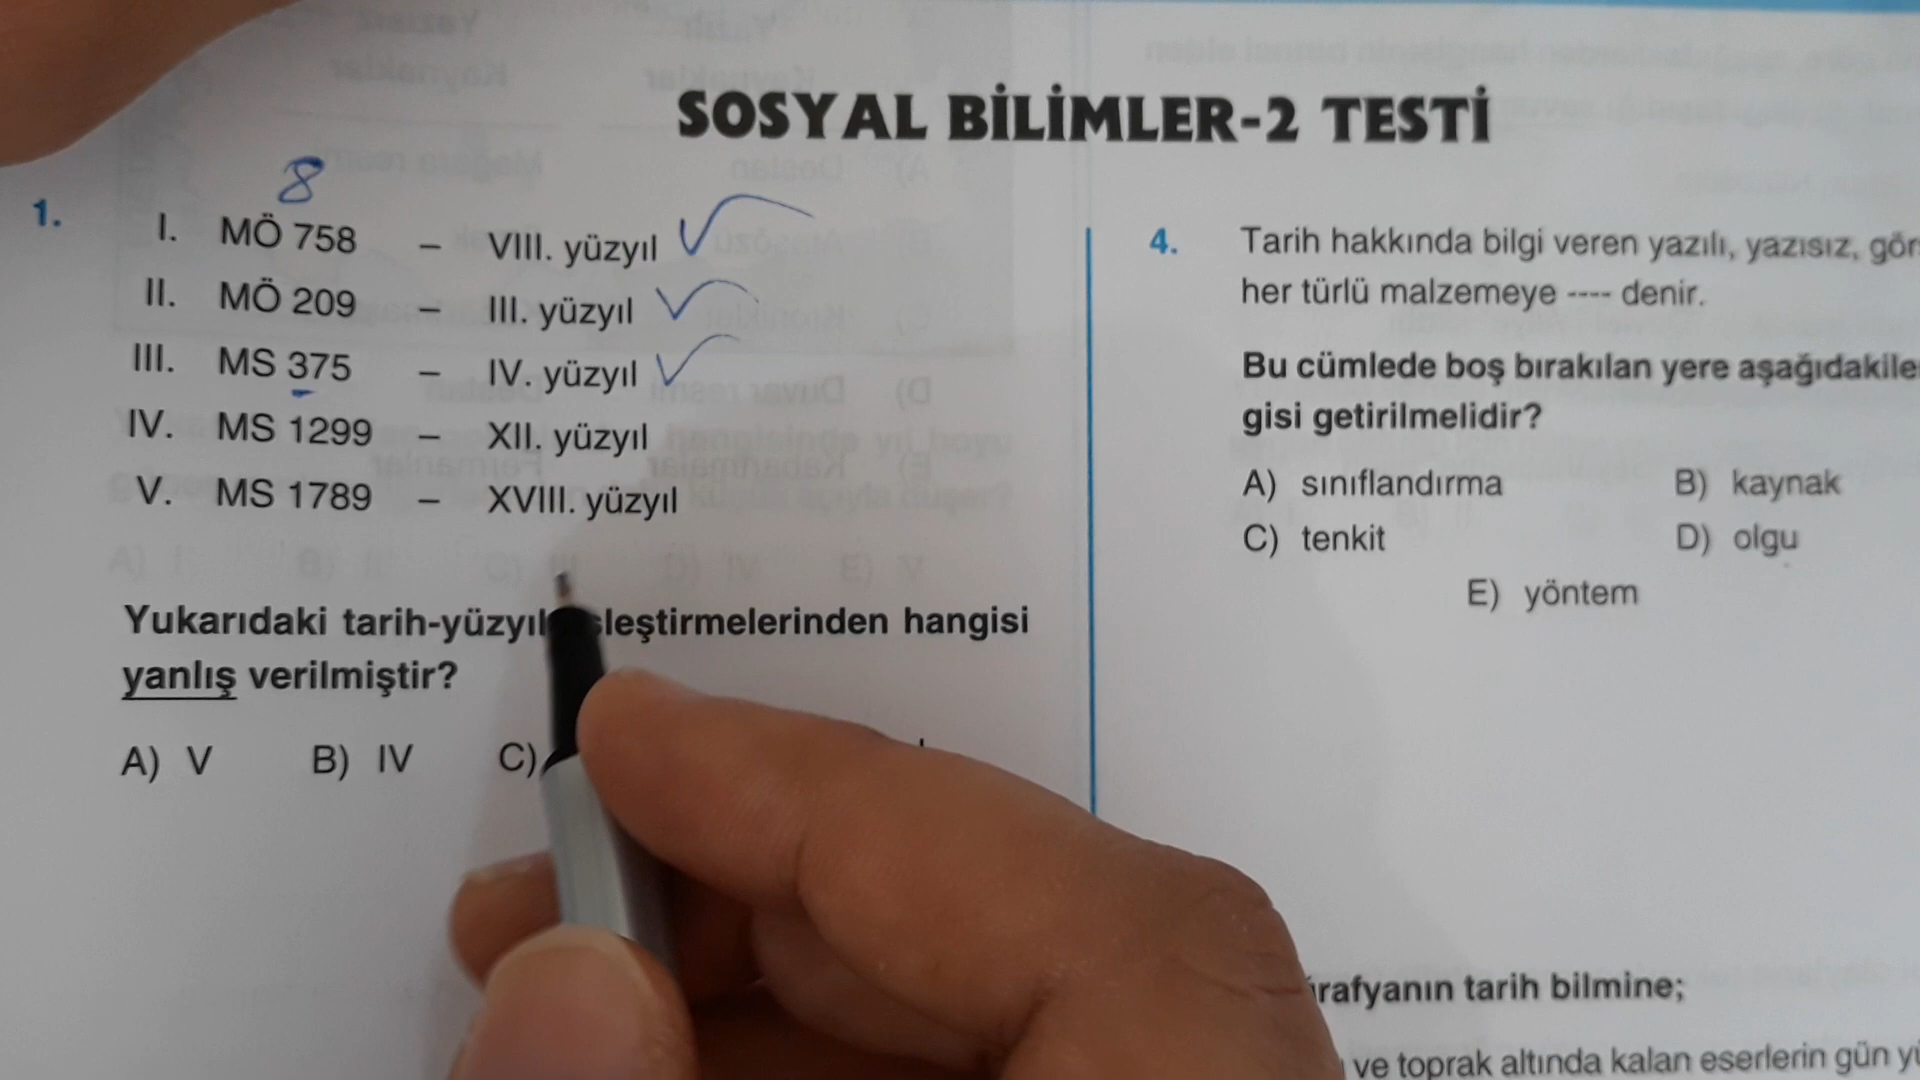 SOSYAL BİLİMLER-2 TESTİ
8
1.
I. MÖ 758 – VIII. yüzyıl
II. MÖ 209 – III. yüzyıl
III. MS 375 – IV. yüzyıl
IV. MS 1299 – XII. yüzyıl
V. MS 1789 – XVIII. yüzyıl
Yukarıdaki tarih-yüzyıl
hangisi
yanlış verilmiştir?
A) V B) IV C)
4. Tarih hakkında bilgi veren yazılı, yazısız,
her türlü malzemeye ---- denir.
Bu cümlede boş bırakılan yere
gisi getirilmelidir?
A) sınıflandırma B) kaynak
C) tenkit D) olgu
E) yöntem
tarih bilmine;
ve toprak altında kalan eserlerin gün